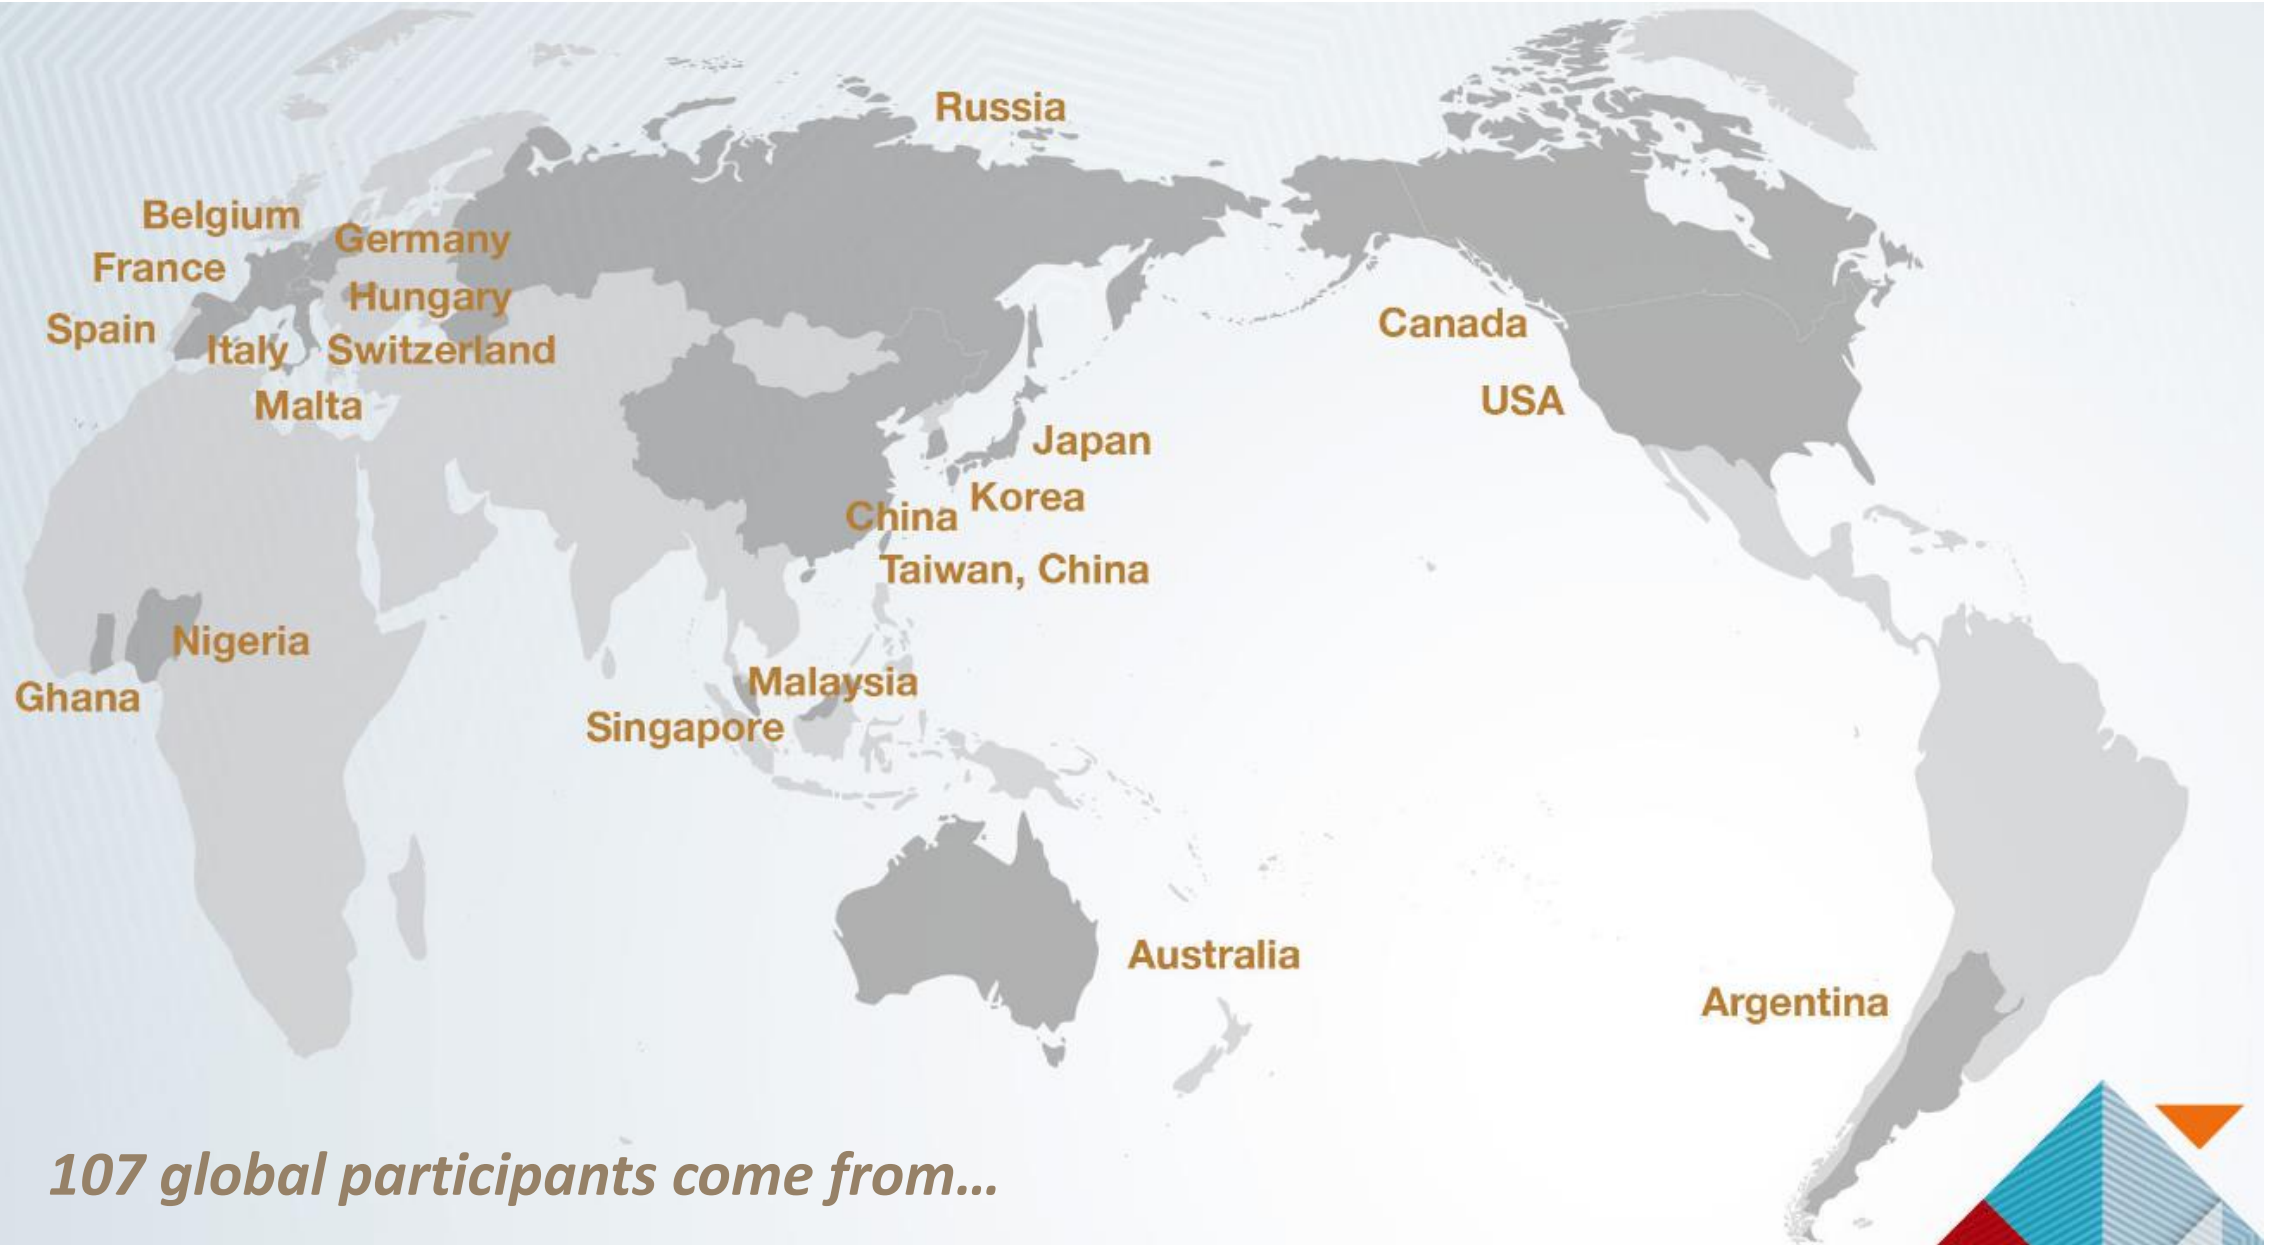 Russia
Belgium
Germany
France
Hungary
Spain
Italy
Switzerland
Malta
Canada
USA
Japan
Korea
China
Taiwan, China
Nigeria
Ghana
Malaysia
Singapore
Australia
Argentina
107 global participants come from...